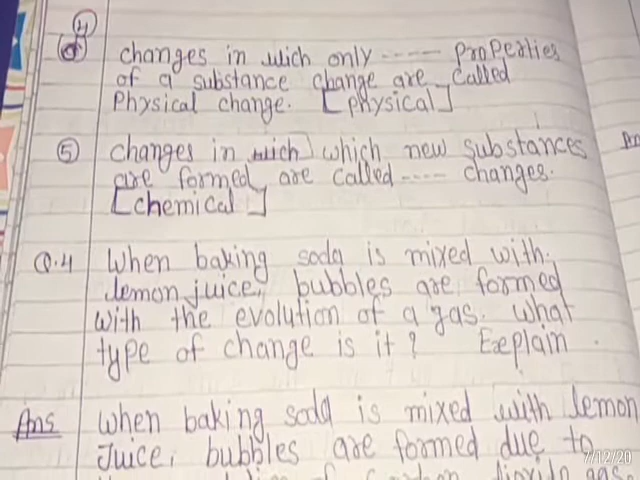 4
changes in wich only ---- properties
of a substance change are called
Physical change. [physical]
5 changes in wich which new substances
are formed are called ---- changes.
[chemical]
Q.4 When baking soda is mixed with.
lemon juice, bubbles are formed
with the evolution of a gas. What
type of change is it? Explain.
Ans When baking soda is mixed with lemon
Juice, bubbles are formed due to
dioxide gas
7/12/20